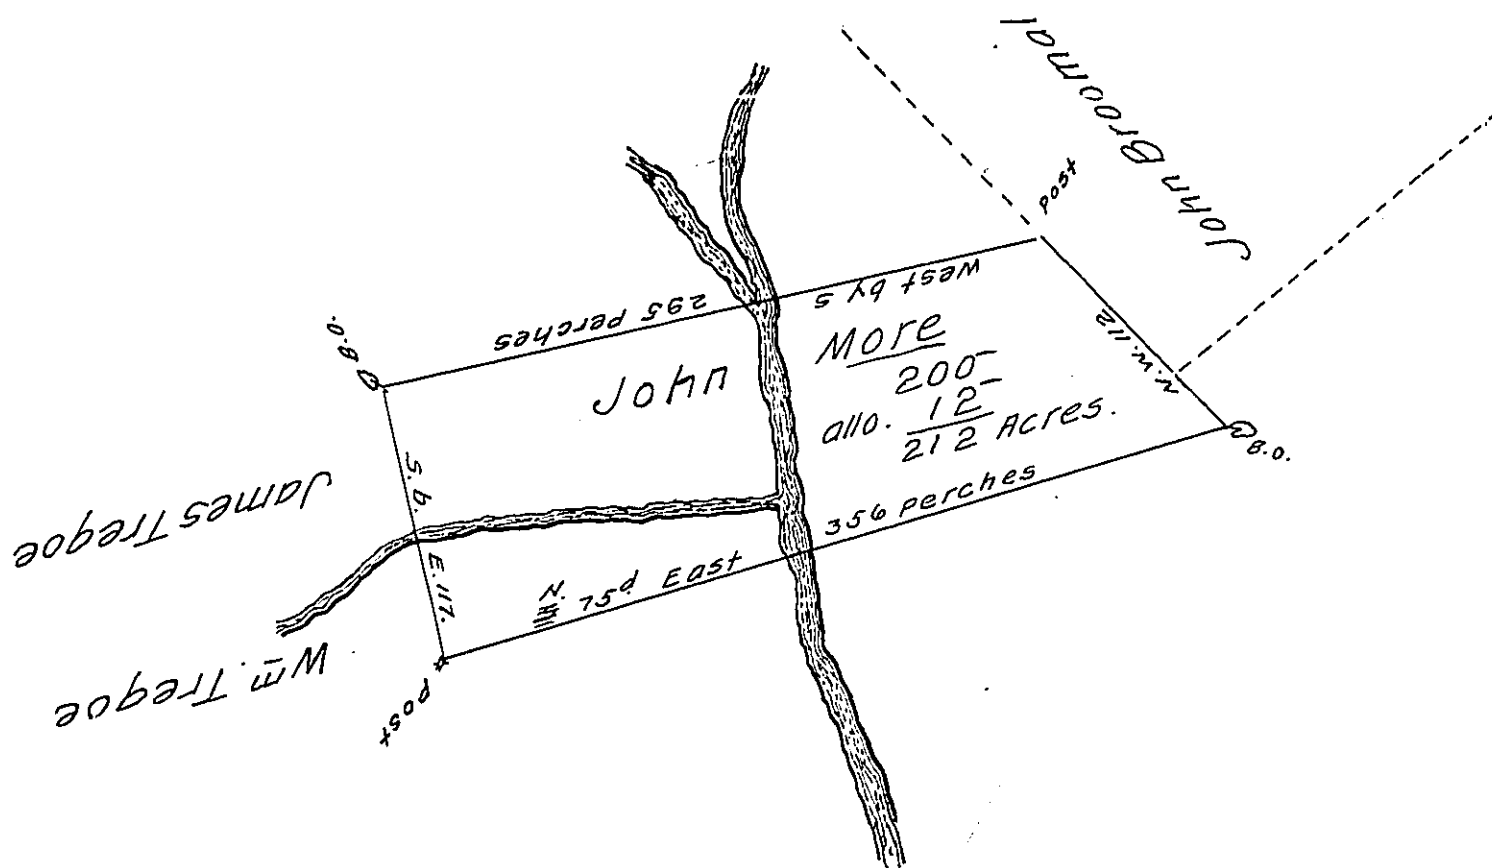 John Broomal
post
West by S
295 Perches
B.O.
John More
200
allo. 12
212 Acres.
N.W. 112
B.O.
356 perches
N. 75d East
S. b. E. 117.
James Tregoe
Wm. Tregoe
post